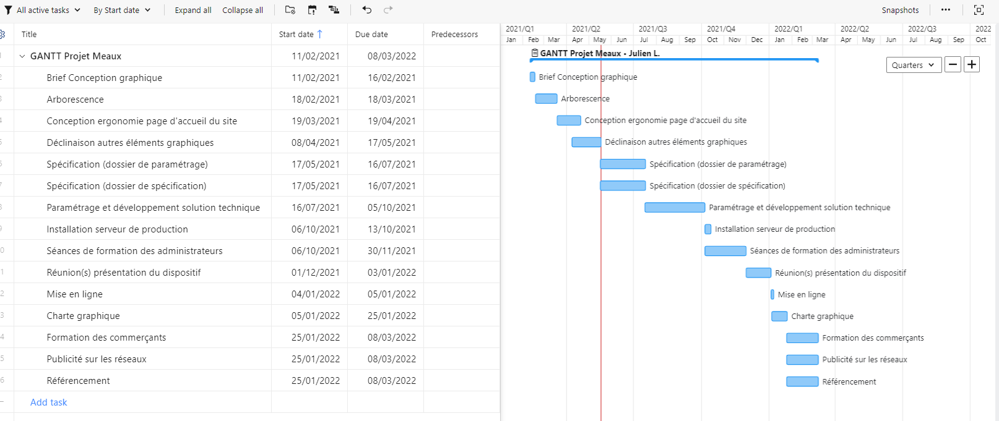 All active tasks By Start date Expand all Collapse all Snapshots
Title Start date Due date Predecessors
2021/Q1 2021/Q2 2021/Q3 2021/Q4 2022/Q1 2022/Q2 2022/Q3 2022
Jan Feb Mar Apr May Jun Jul Aug Sep Oct Nov Dec Jan Feb Mar Apr May Jun Jul Aug Sep Oct
GANTT Projet Meaux 11/02/2021 08/03/2022 GANTT Projet Meaux • Julien L.
Quarters
Brief Conception graphique 11/02/2021 16/02/2021 Brief Conception graphique
Arborescence 18/02/2021 18/03/2021 Arborescence
Conception ergonomie page d'accueil du site 19/03/2021 19/04/2021 Conception ergonomie page d'accueil du site
Déclinaison autres éléments graphiques 08/04/2021 17/05/2021 Déclinaison autres éléments graphiques
Spécification (dossier de paramétrage) 17/05/2021 16/07/2021 Spécification (dossier de paramétrage)
Spécification (dossier de spécification) 17/05/2021 16/07/2021 Spécification (dossier de spécification)
Paramétrage et développement solution technique 16/07/2021 05/10/2021 Paramétrage et développement solution technique
Installation serveur de production 06/10/2021 13/10/2021 Installation serveur de production
Séances de formation des administrateurs 06/10/2021 30/11/2021 Séances de formation des administrateurs
Réunion(s) présentation du dispositif 01/12/2021 03/01/2022 Réunion(s) présentation du dispositif
Mise en ligne 04/01/2022 05/01/2022 Mise en ligne
Charte graphique 05/01/2022 25/01/2022 Charte graphique
Formation des commerçants 25/01/2022 08/03/2022 Formation des commerçants
Publicité sur les réseaux 25/01/2022 08/03/2022 Publicité sur les réseaux
Référencement 25/01/2022 08/03/2022 Référencement
Add task